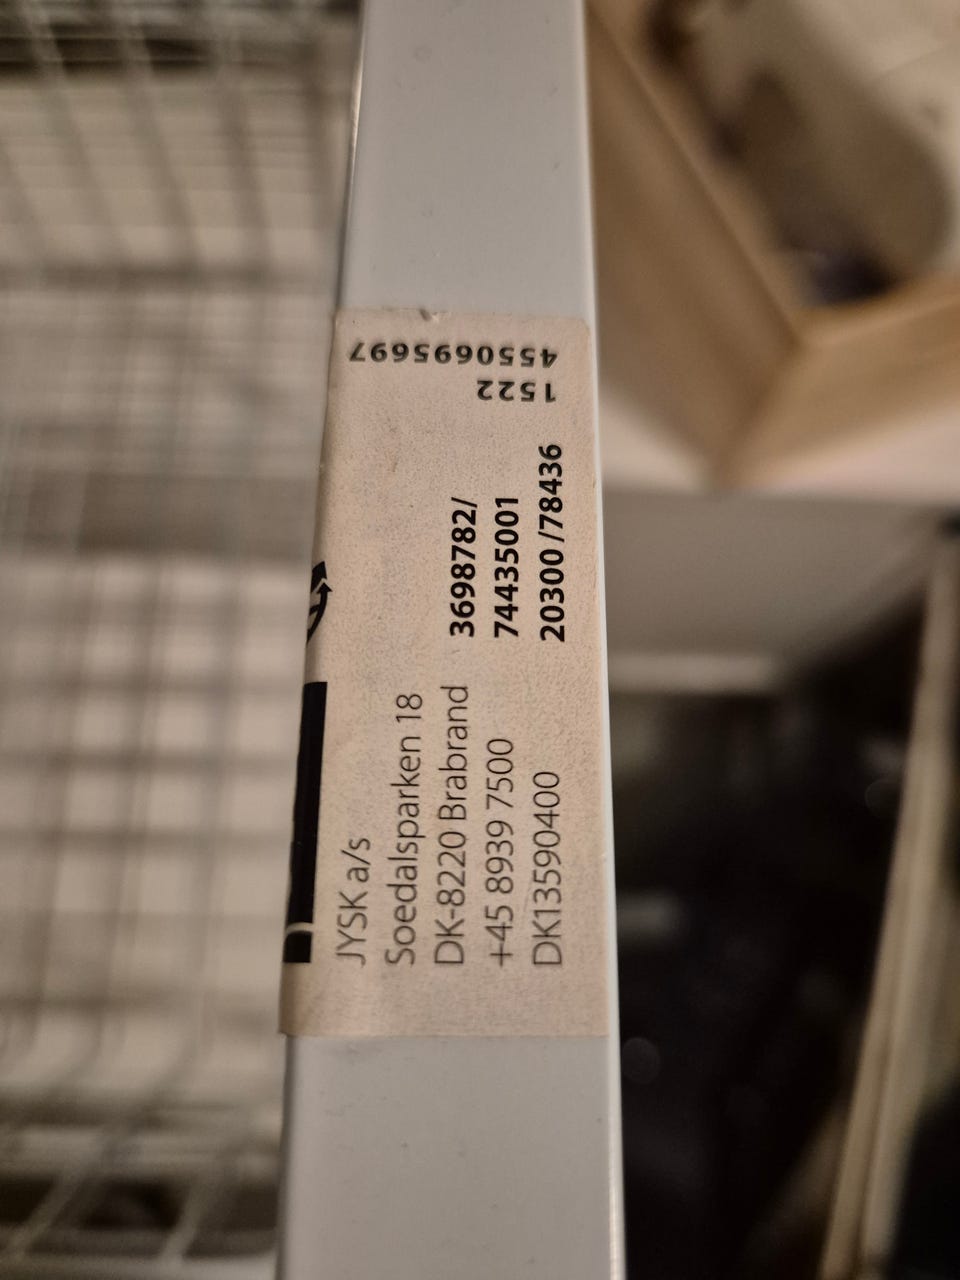 JYSK a/s
Soedalsparken 18
DK-8220 Brabrand
+45 8939 7500
DK13590400
3698782/
74435001
20300 /78436
1522
4550695697